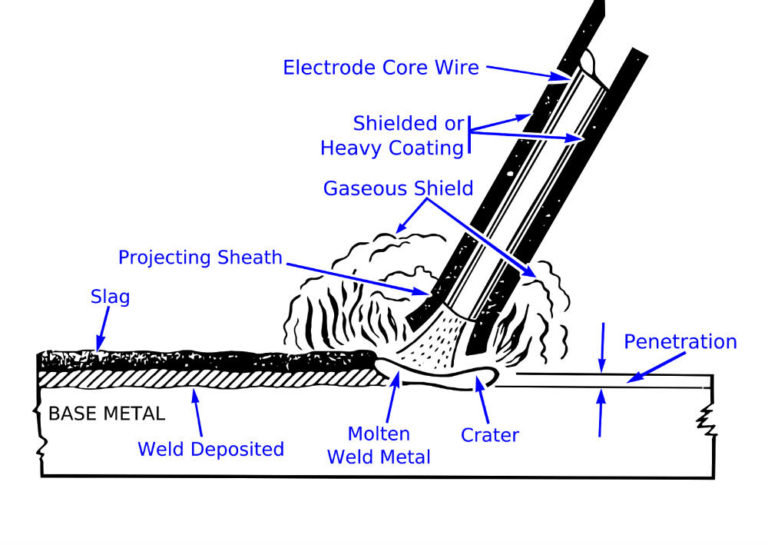 Electrode Core Wire
Shielded or
Heavy Coating
Gaseous Shield
Projecting Sheath
Slag
Penetration
BASE METAL
Weld Deposited
Molten
Weld Metal
Crater